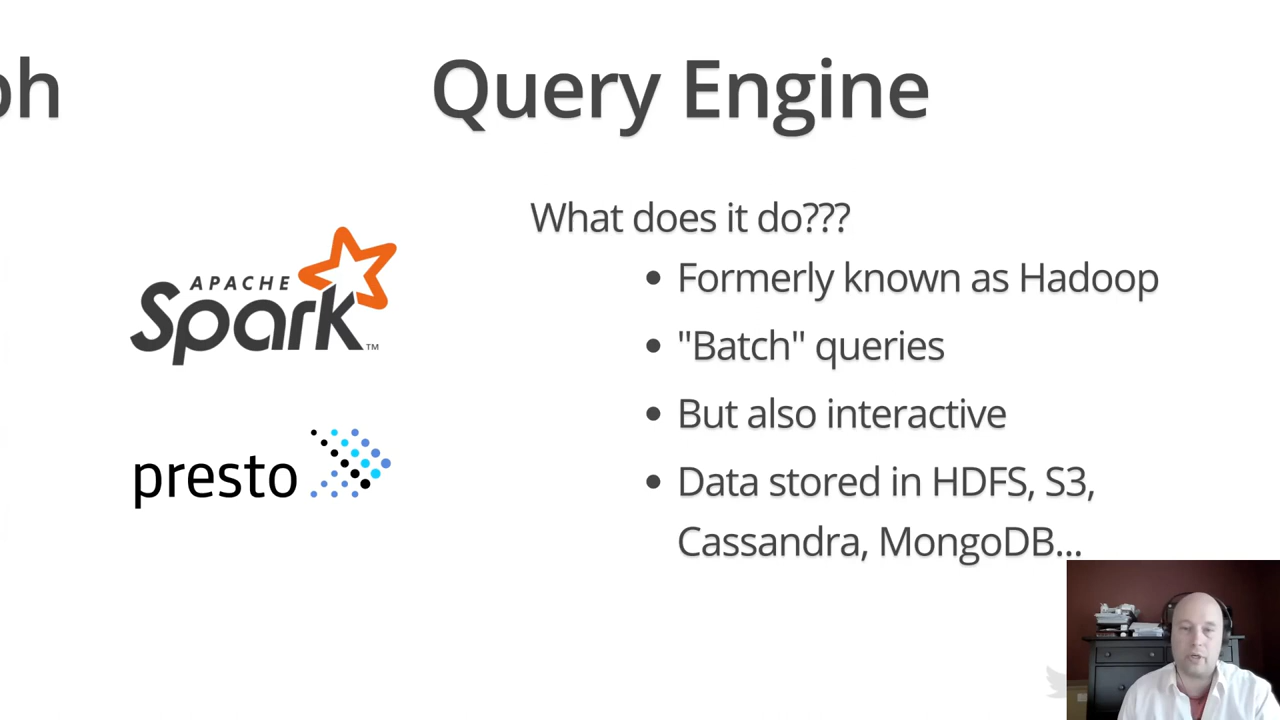 ph
Query Engine
What does it do???
• Formerly known as Hadoop
• "Batch" queries
• But also interactive
• Data stored in HDFS, S3,
Cassandra, MongoDB...
APACHE
Spark™
presto